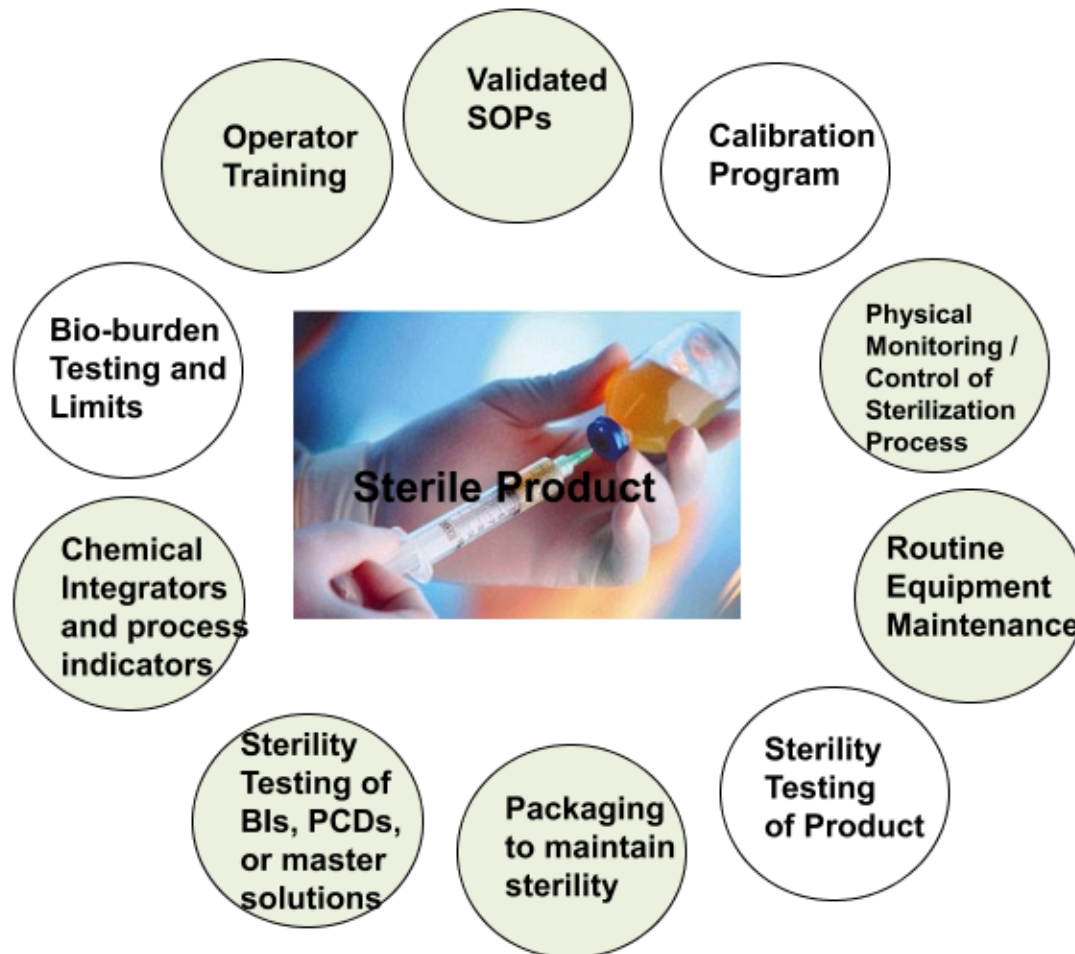 Validated
SOPs
Operator
Training
Calibration
Program
Bio-burden
Testing and
Limits
Physical
Monitoring /
Control of
Sterilization
Process
Sterile Product
Chemical
Integrators
and process
indicators
Routine
Equipment
Maintenance
Sterility
Testing of
BIs, PCDs,
or master
solutions
Packaging
to maintain
sterility
Sterility
Testing
of Product